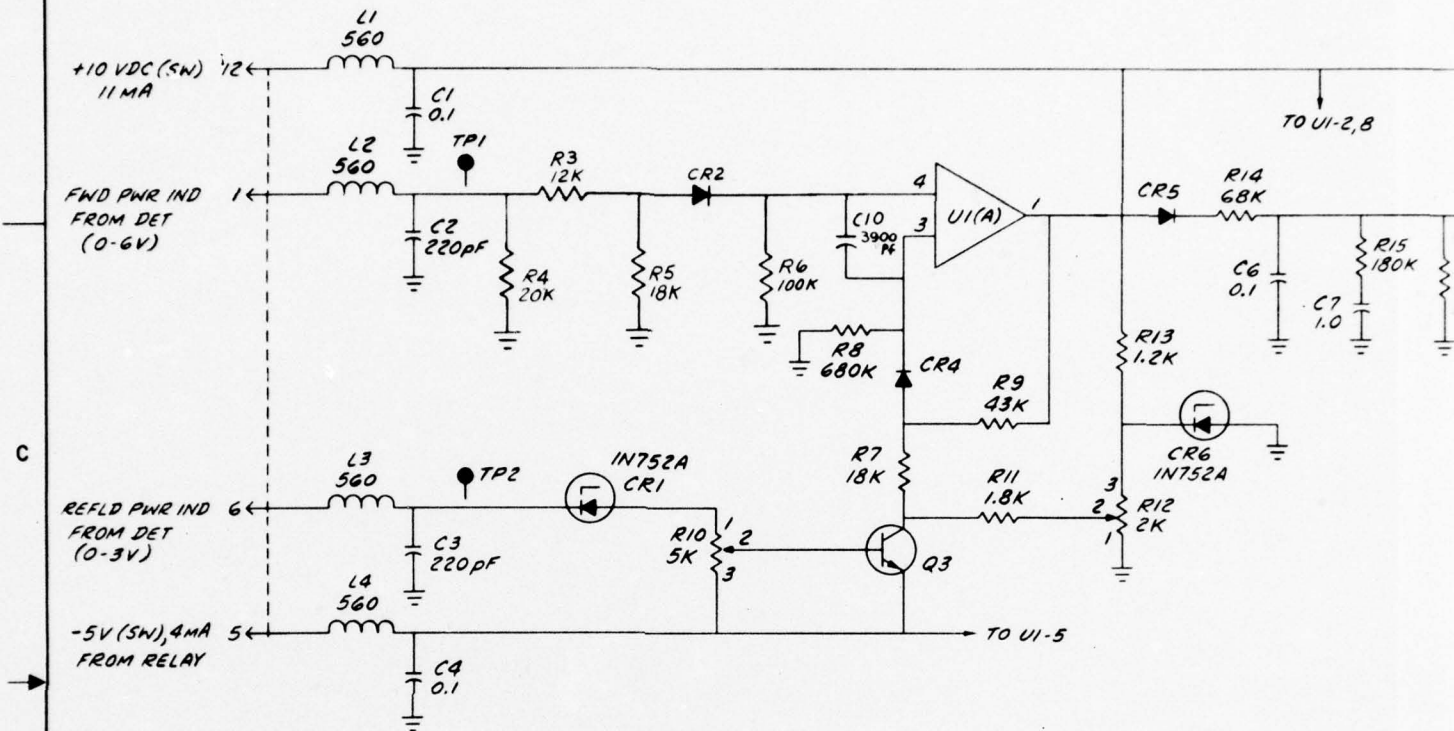 L1
560
+10 VDC (SW) 12
11 MA
C1
0.1
TO U1-2,8
L2
560
TP1
R3
12K
CR2
FWD PWR IND 1
FROM DET
(0-6V)
C2
220pF
R4
20K
R5
18K
R6
100K
C10
3900
Pf
4
3
U1(A)
1
CR5
R14
68K
C6
0.1
R15
180K
C7
1.0
R8
680K
CR4
R9
43K
R13
1.2K
CR6
1N752A
C
L3
560
TP2
1N752A
CR1
R7
18K
R11
1.8K
REFLD PWR IND 6
FROM DET
(0-3V)
C3
220pF
1
R10
5K
2
3
Q3
3
2
R12
2K
1
L4
560
-5V (SW), 4MA 5
FROM RELAY
TO U1-5
C4
0.1